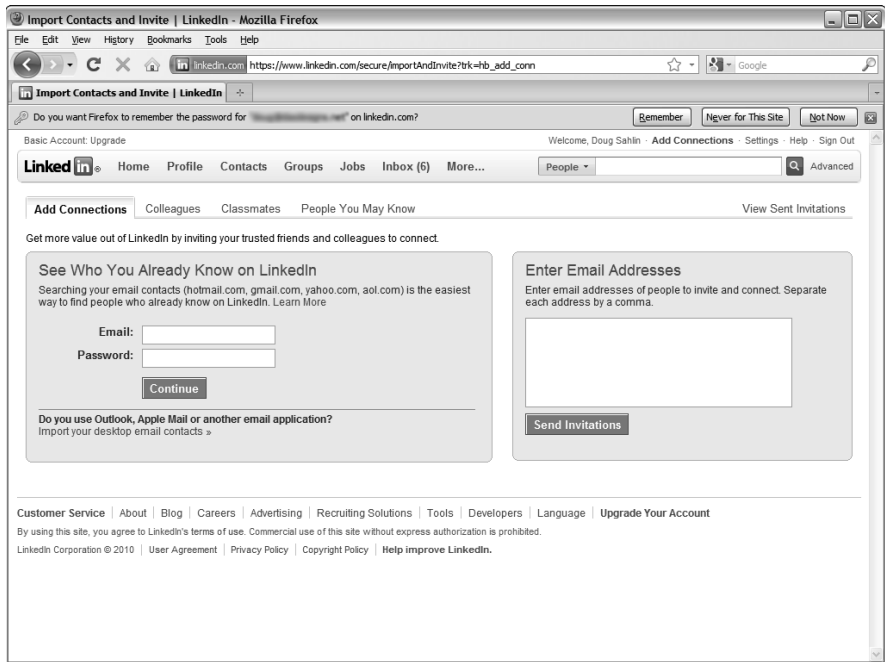 Import Contacts and Invite | LinkedIn - Mozilla Firefox
File Edit View History Bookmarks Tools Help
in linkedin.com https://www.linkedin.com/secure/importAndInvite?trk=hb_add_conn Google
in Import Contacts and Invite | LinkedIn
Do you want Firefox to remember the password for on linkedin.com? Remember Never for This Site Not Now
Basic Account: Upgrade Welcome, Doug Sahlin · Add Connections · Settings · Help · Sign Out
Linked in ® Home Profile Contacts Groups Jobs Inbox (6) More... People Advanced
Add Connections Colleagues Classmates People You May Know View Sent Invitations
Get more value out of LinkedIn by inviting your trusted friends and colleagues to connect.
See Who You Already Know on LinkedIn
Searching your email contacts (hotmail.com, gmail.com, yahoo.com, aol.com) is the easiest
way to find people who already know on LinkedIn. Learn More
Email:
Password:
Continue
Do you use Outlook, Apple Mail or another email application?
Import your desktop email contacts »
Enter Email Addresses
Enter email addresses of people to invite and connect. Separate
each address by a comma.
Send Invitations
Customer Service | About | Blog | Careers | Advertising | Recruiting Solutions | Tools | Developers | Language | Upgrade Your Account
By using this site, you agree to LinkedIn's terms of use. Commercial use of this site without express authorization is prohibited.
LinkedIn Corporation © 2010 | User Agreement | Privacy Policy | Copyright Policy | Help improve LinkedIn.